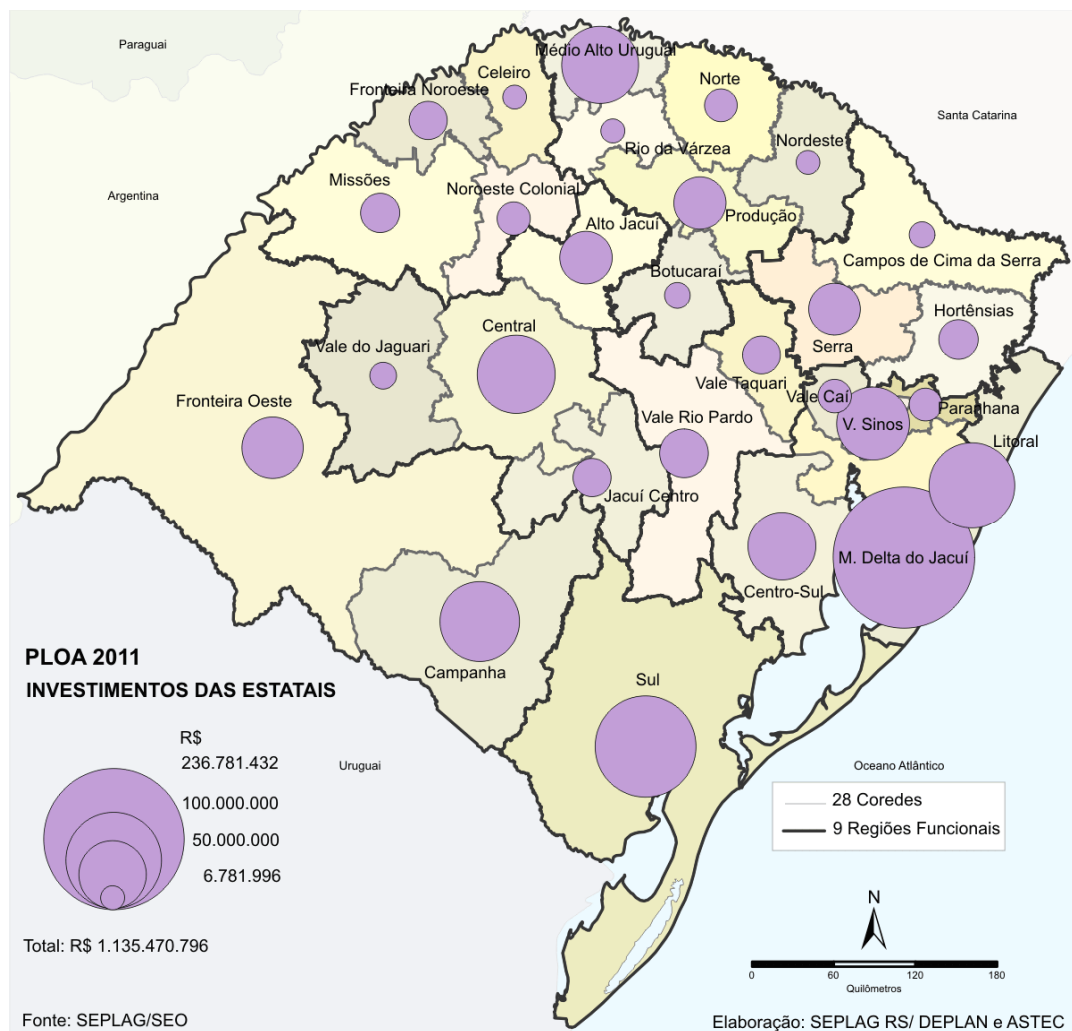 Paraguai
Médio Alto Uruguai
Celeiro
Norte
Fronteira Noroeste
Santa Catarina
Rio da Várzea
Nordeste
Argentina
Missões
Noroeste Colonial
Alto Jacuí
Produção
Campos de Cima da Serra
Botucaraí
Hortênsias
Central
Vale do Jaguari
Serra
Vale Taquari
Fronteira Oeste
Vale Caí
Paranhana
Vale Rio Pardo
V. Sinos
Litoral
Jacuí Centro
M. Delta do Jacuí
Centro-Sul
Campanha
Sul
PLOA 2011
INVESTIMENTOS DAS ESTATAIS
R$
236.781.432
100.000.000
50.000.000
6.781.996
Total: R$ 1.135.470.796
Uruguai
Oceano Atlântico
28 Coredes
9 Regiões Funcionais
N
0 60 120 180
Quilômetros
Fonte: SEPLAG/SEO
Elaboração: SEPLAG RS/ DEPLAN e ASTEC